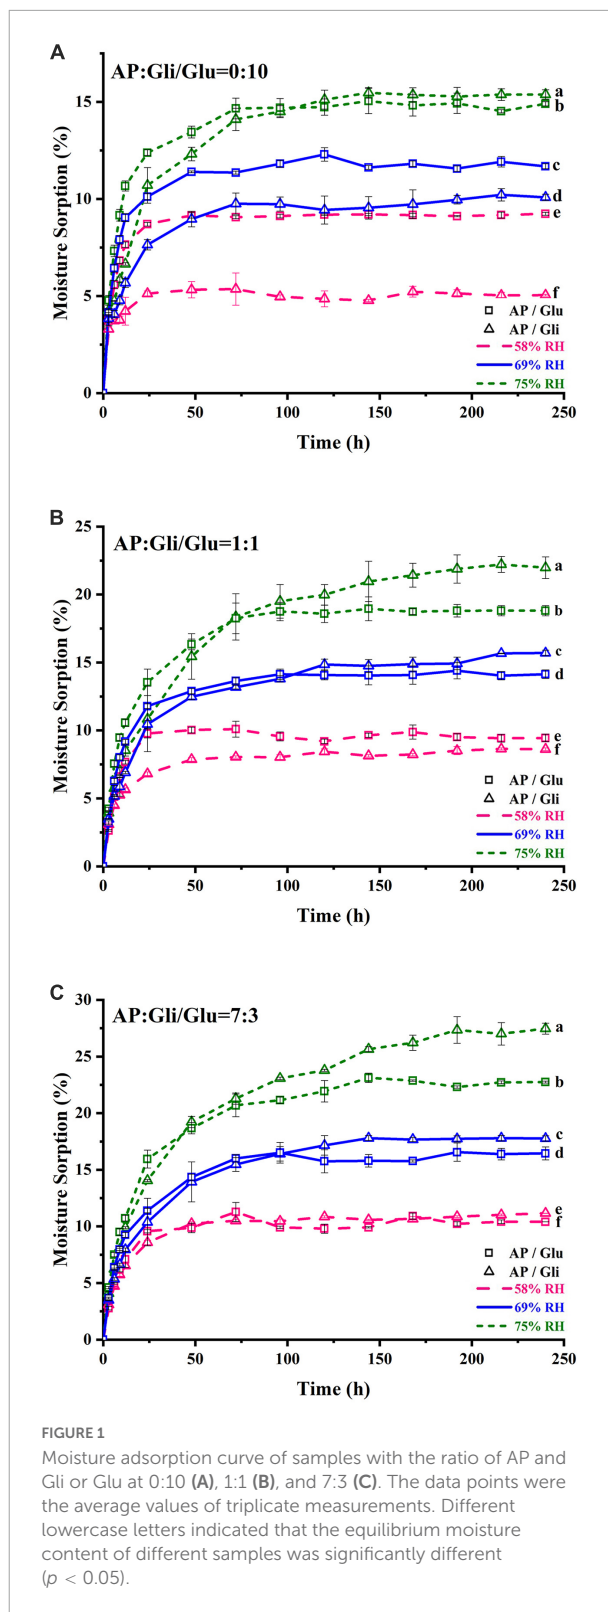 A
AP:Gli/Glu=0:10
Moisture Sorption (%)
15
10
5
0
a
b
c
d
e
f
AP / Glu
AP / Gli
58% RH
69% RH
75% RH
0 50 100 150 200 250
Time (h)
B
AP:Gli/Glu=1:1
Moisture Sorption (%)
25
20
15
10
5
0
a
b
c
d
e
f
AP / Glu
AP / Gli
58% RH
69% RH
75% RH
0 50 100 150 200 250
Time (h)
C
AP:Gli/Glu=7:3
Moisture Sorption (%)
30
25
20
15
10
5
0
a
b
c
d
e
f
AP / Glu
AP / Gli
58% RH
69% RH
75% RH
0 50 100 150 200 250
Time (h)
FIGURE 1
Moisture adsorption curve of samples with the ratio of AP and
Gli or Glu at 0:10 (A), 1:1 (B), and 7:3 (C). The data points were
the average values of triplicate measurements. Different
lowercase letters indicated that the equilibrium moisture
content of different samples was significantly different
(p < 0.05).